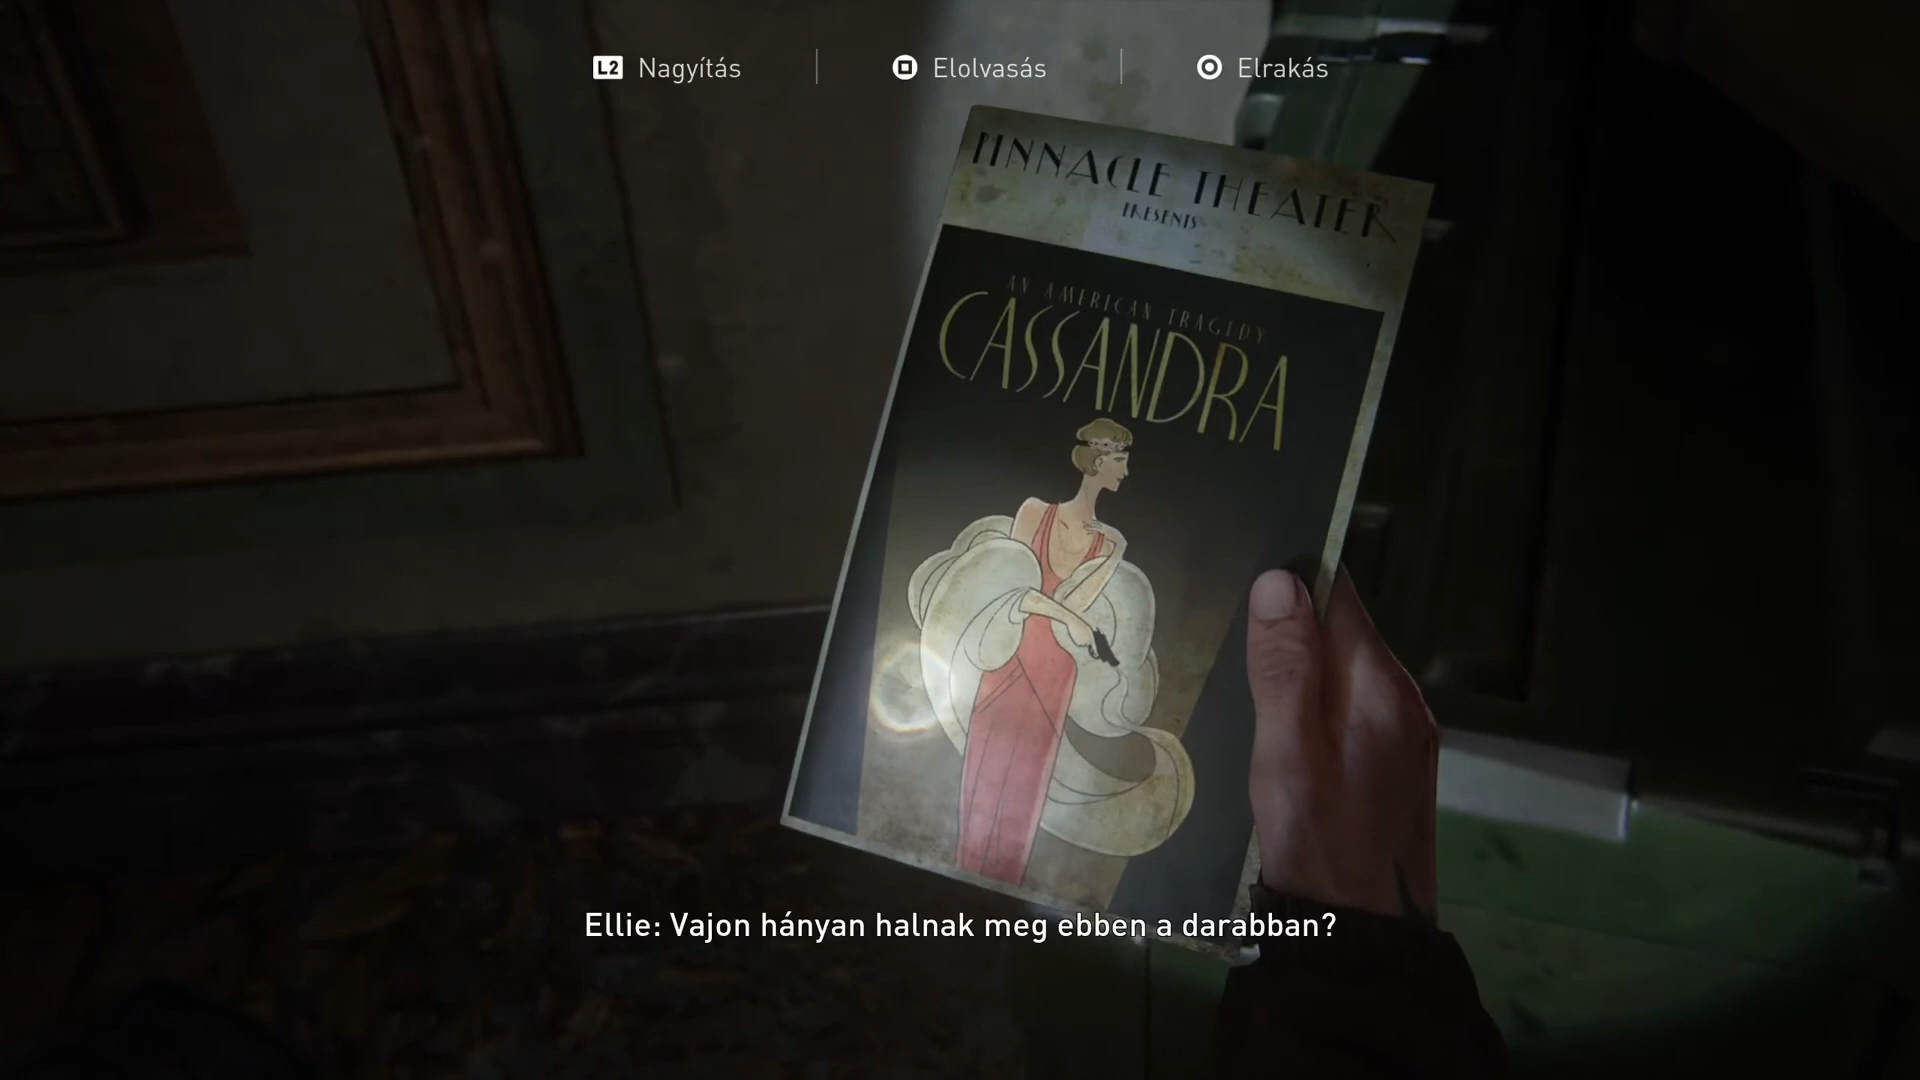 L2 Nagyítás
Elolvasás
Elrakás
PINNACLE THEATER
PRESENTS
AN AMERICAN TRAGEDY
CASSANDRA
Ellie: Vajon hányan halnak meg ebben a darabban?